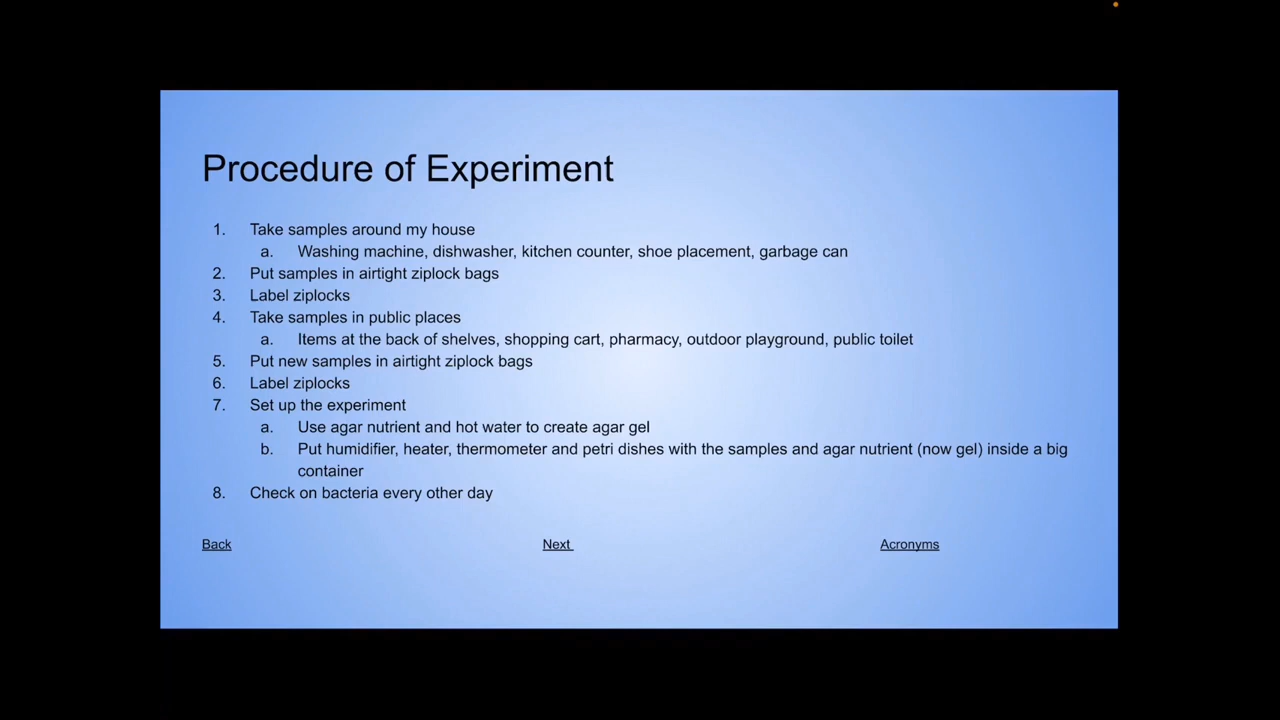 Procedure of Experiment
1. Take samples around my house
a. Washing machine, dishwasher, kitchen counter, shoe placement, garbage can
2. Put samples in airtight ziplock bags
3. Label ziplocks
4. Take samples in public places
a. Items at the back of shelves, shopping cart, pharmacy, outdoor playground, public toilet
5. Put new samples in airtight ziplock bags
6. Label ziplocks
7. Set up the experiment
a. Use agar nutrient and hot water to create agar gel
b. Put humidifier, heater, thermometer and petri dishes with the samples and agar nutrient (now gel) inside a big
container
8. Check on bacteria every other day
Back Next Acronyms